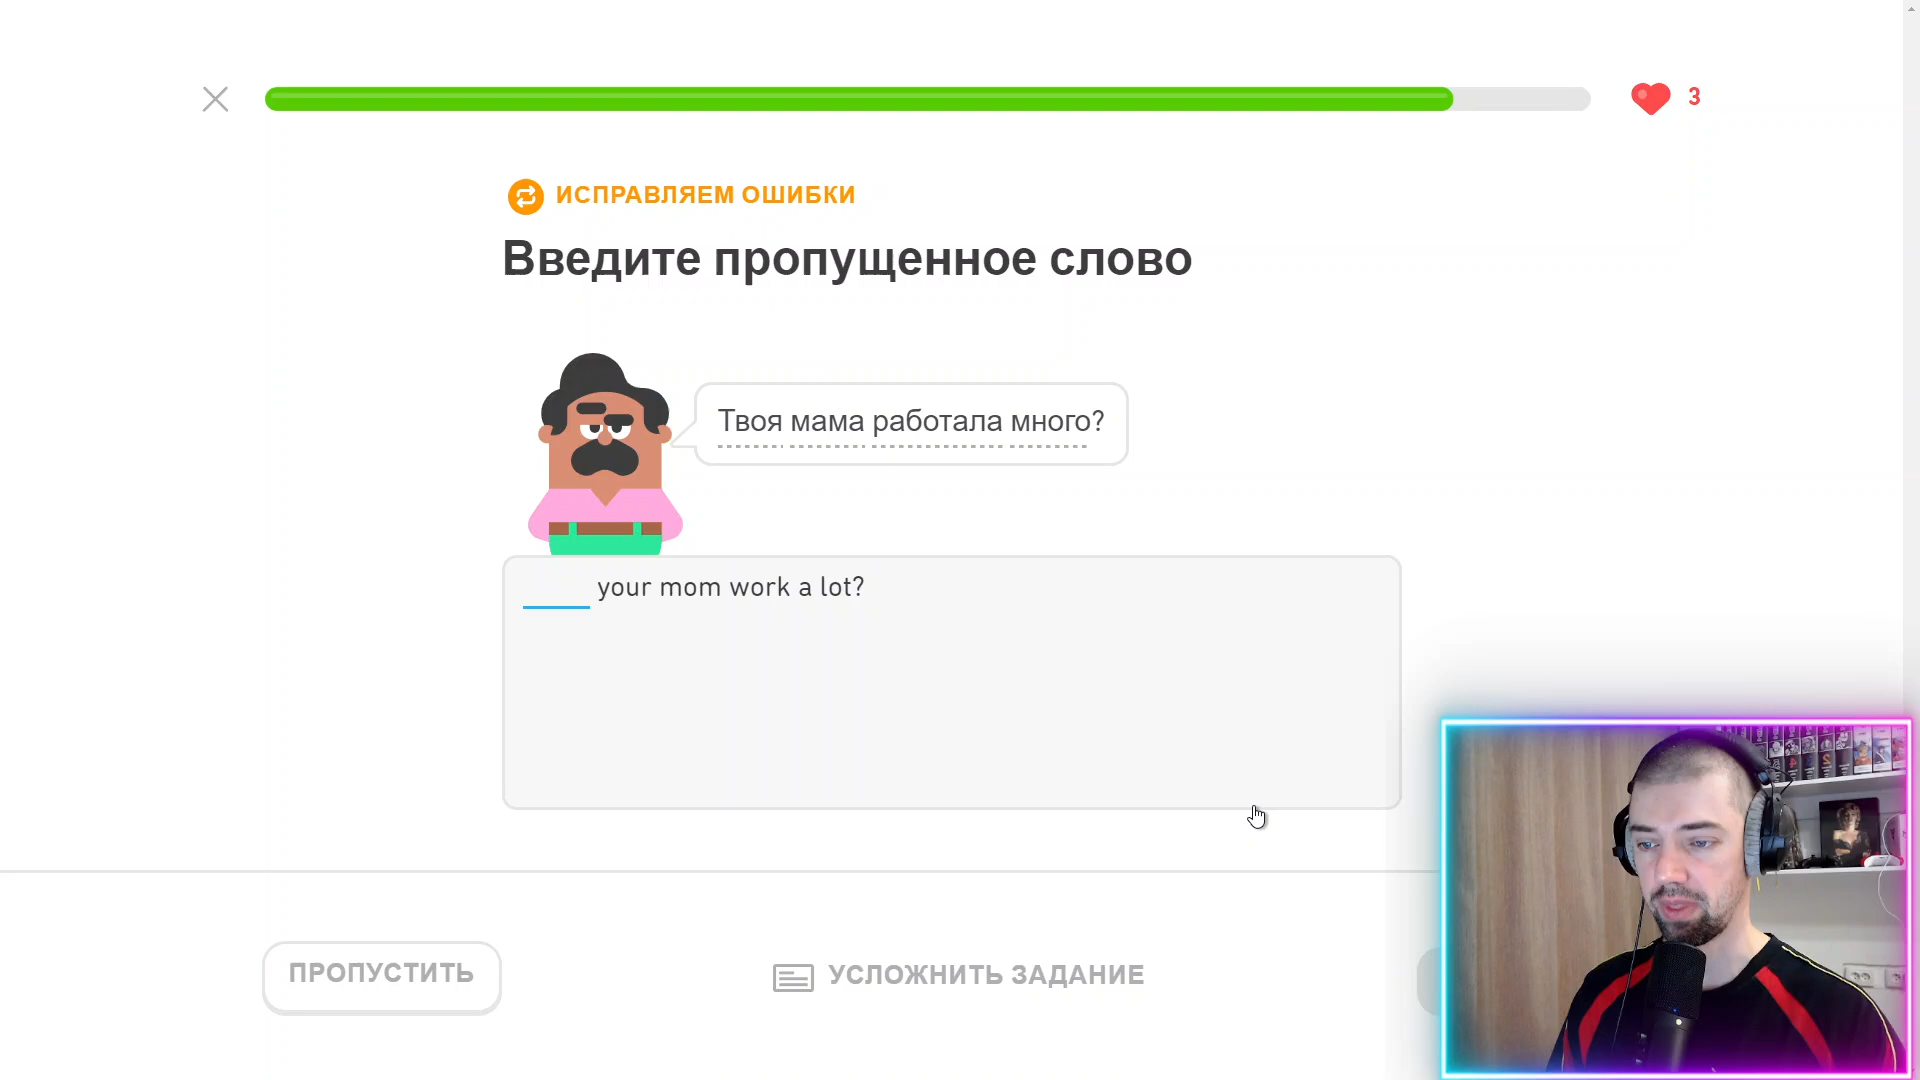 3
ИСПРАВЛЯЕМ ОШИБКИ
Введите пропущенное слово
Твоя мама работала много?
your mom work a lot?
ПРОПУСТИТЬ
УСЛОЖНИТЬ ЗАДАНИЕ